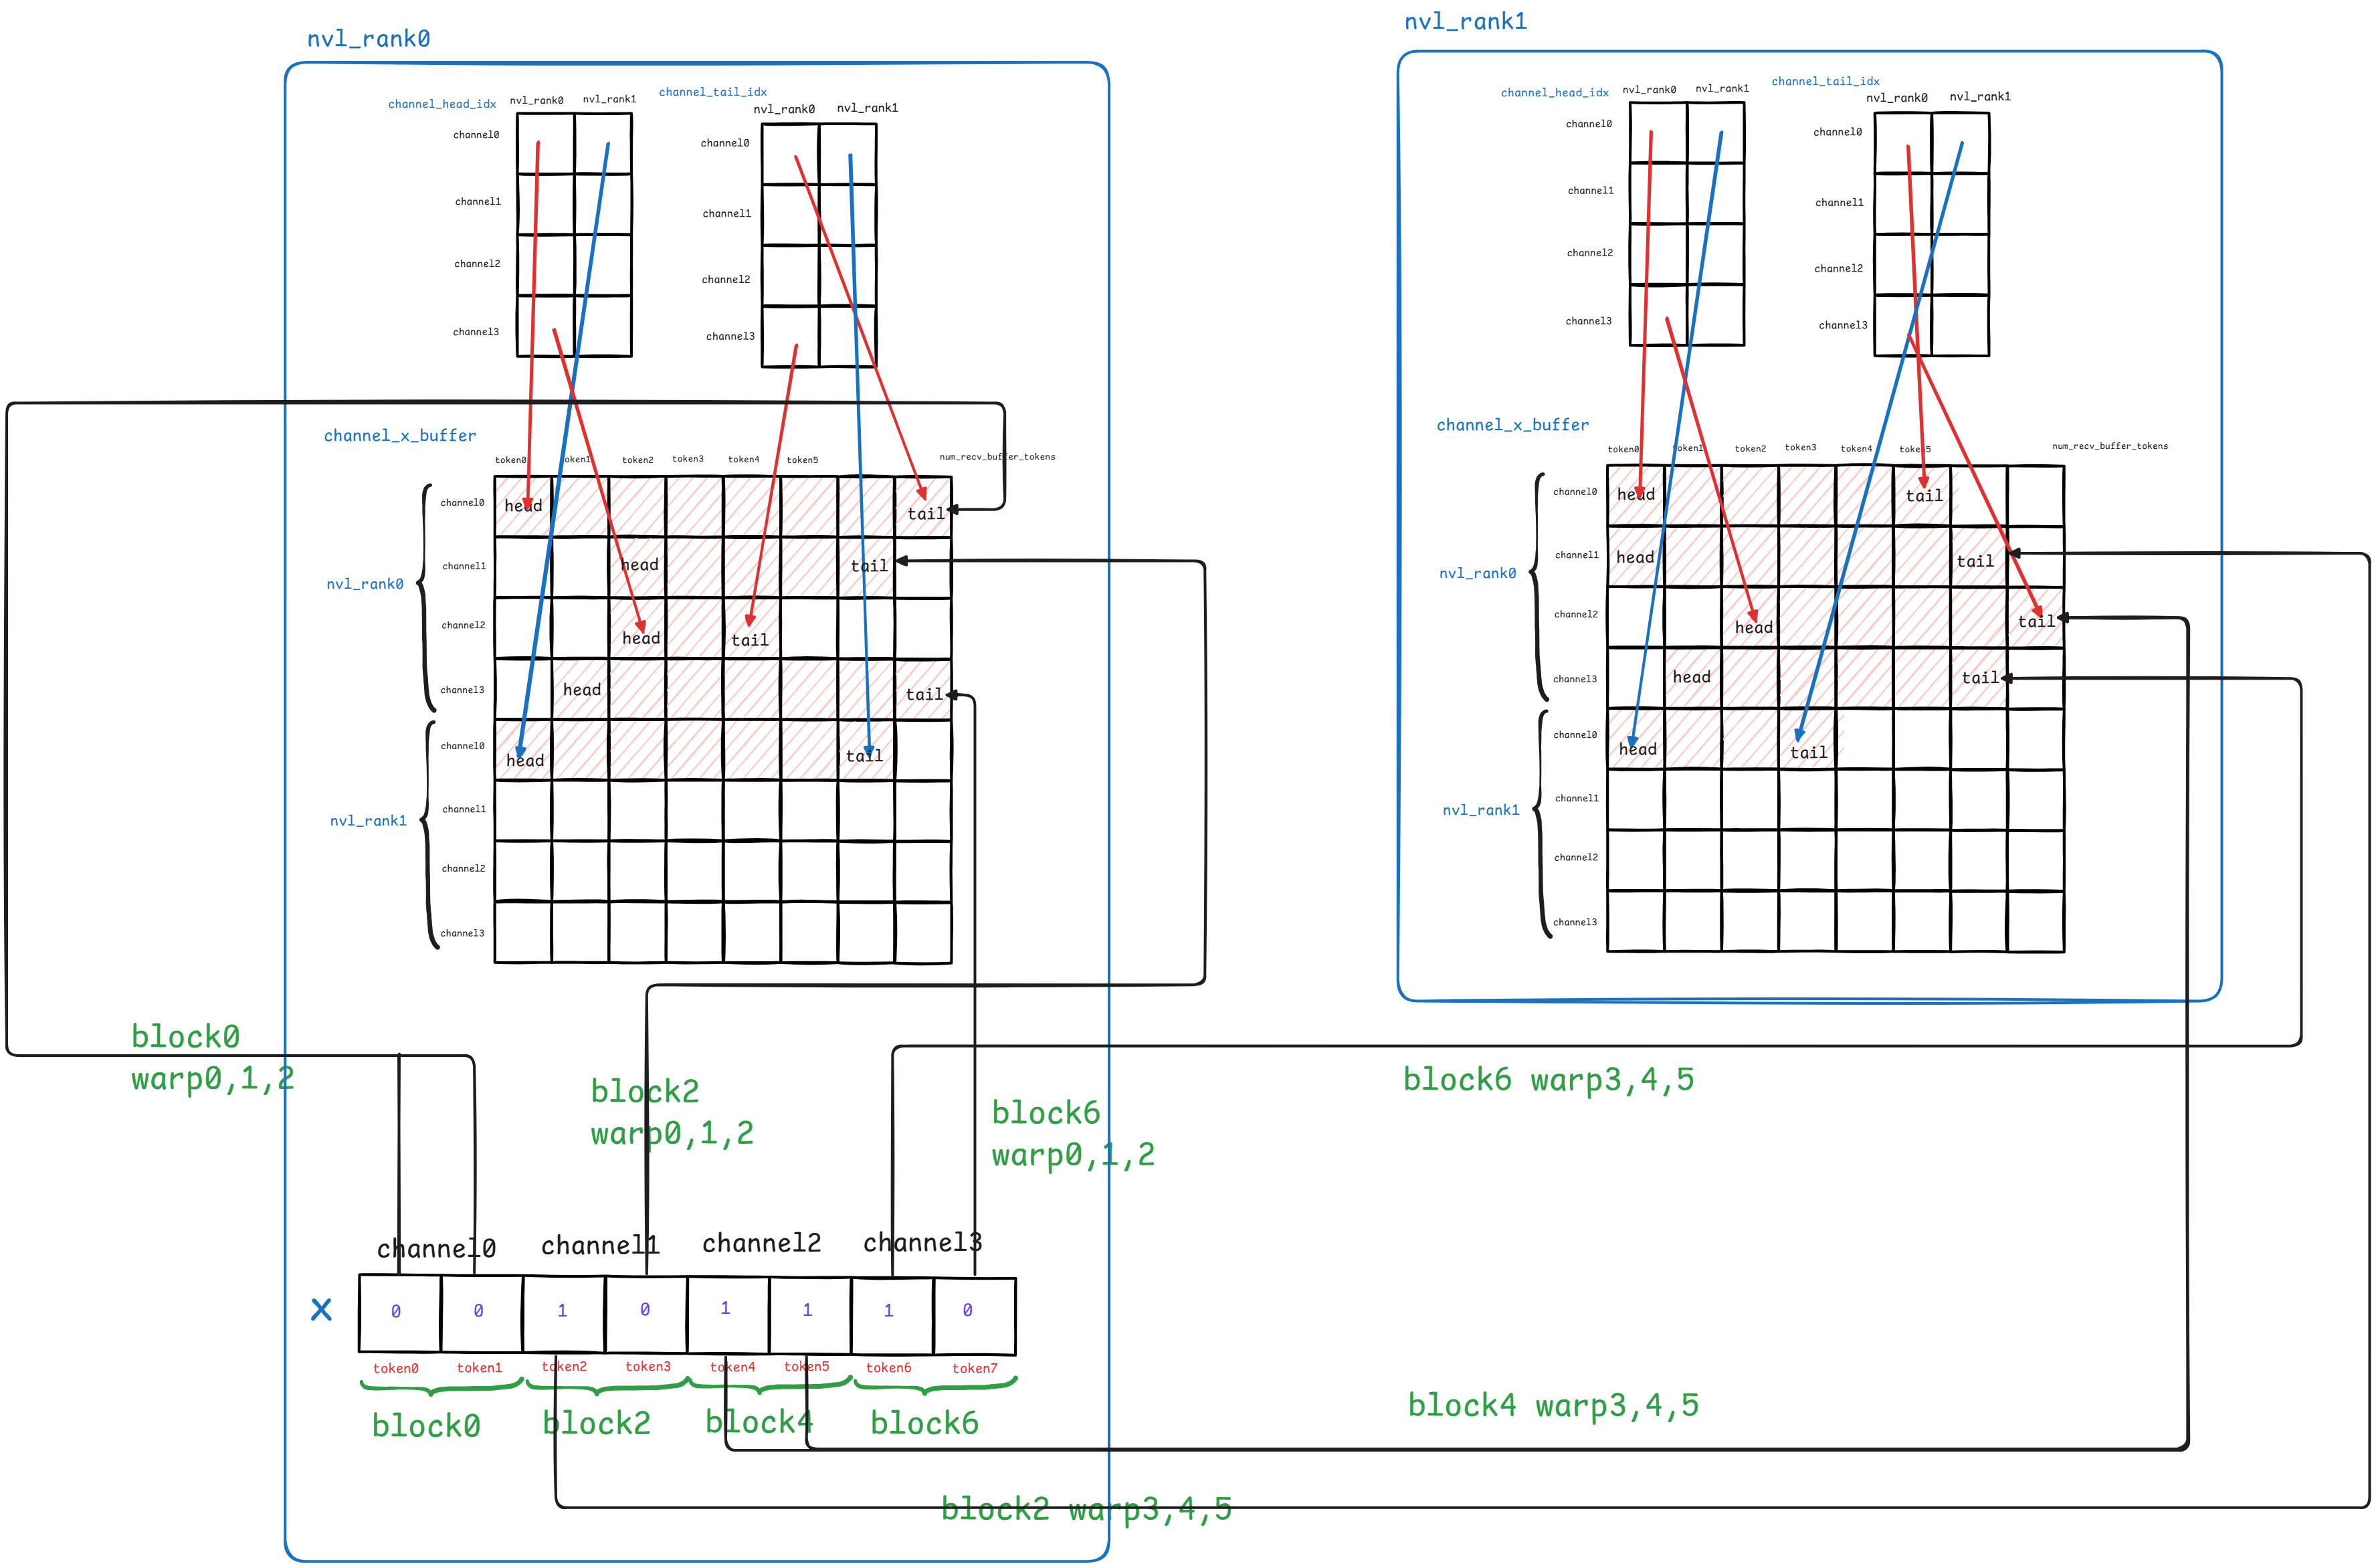 nvl_rank0
channel_head_idx
nvl_rank0
nvl_rank1
channel_tail_idx
nvl_rank0
nvl_rank1
channel0
channel1
channel2
channel3
channel0
channel1
channel2
channel3
channel_x_buffer
token0
token1
token2
token3
token4
token5
num_recv_buffer_tokens
nvl_rank0
channel0
head
tail
channel1
head
tail
channel2
head
tail
channel3
head
tail
nvl_rank1
channel0
head
tail
channel1
channel2
channel3
nvl_rank1
channel_head_idx
nvl_rank0
nvl_rank1
channel_tail_idx
nvl_rank0
nvl_rank1
channel0
channel1
channel2
channel3
channel0
channel1
channel2
channel3
channel_x_buffer
token0
token1
token2
token3
token4
token5
num_recv_buffer_tokens
nvl_rank0
channel0
head
tail
channel1
head
tail
channel2
head
tail
channel3
head
tail
nvl_rank1
channel0
head
tail
channel1
channel2
channel3
block0
warp0,1,2
block2
warp0,1,2
block6
warp0,1,2
block6 warp3,4,5
channel0
channel1
channel2
channel3
x
0
0
1
0
1
1
1
0
token0
token1
token2
token3
token4
token5
token6
token7
block0
block2
block4
block6
block4 warp3,4,5
block2 warp3,4,5